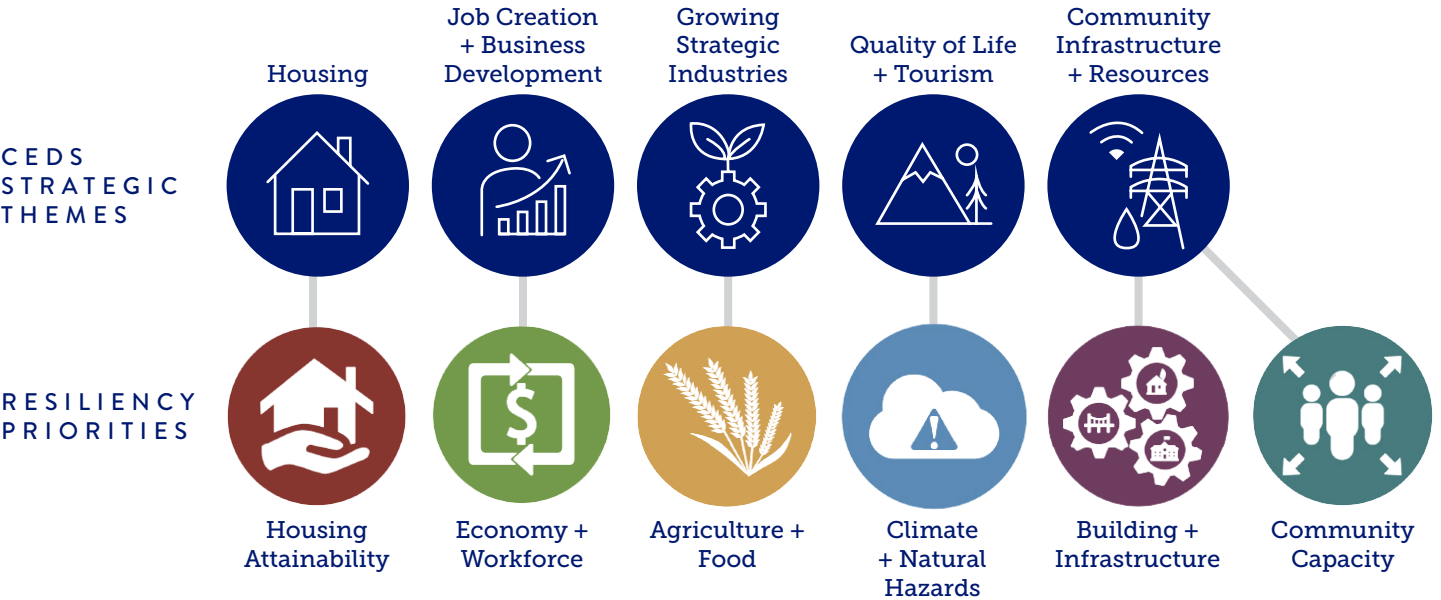 Job Creation
+ Business
Development
Growing
Strategic
Industries
Community
Infrastructure
+ Resources
Housing
Quality of Life
+ Tourism
CEDS
STRATEGIC
THEMES
RESILIENCY
PRIORITIES
$
!
Housing
Attainability
Economy +
Workforce
Agriculture +
Food
Climate
+ Natural
Hazards
Building +
Infrastructure
Community
Capacity